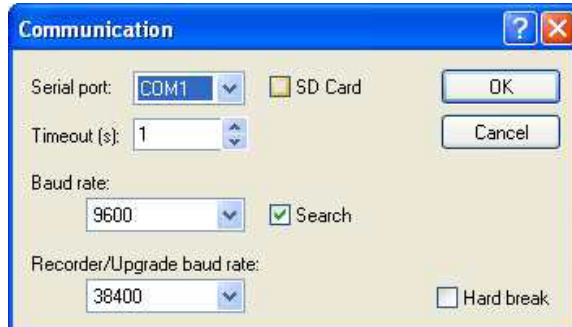 Communication
Serial port: COM1 SD Card OK
Timeout (s): 1 Cancel
Baud rate:
9600 Search
Recorder/Upgrade baud rate:
38400 Hard break